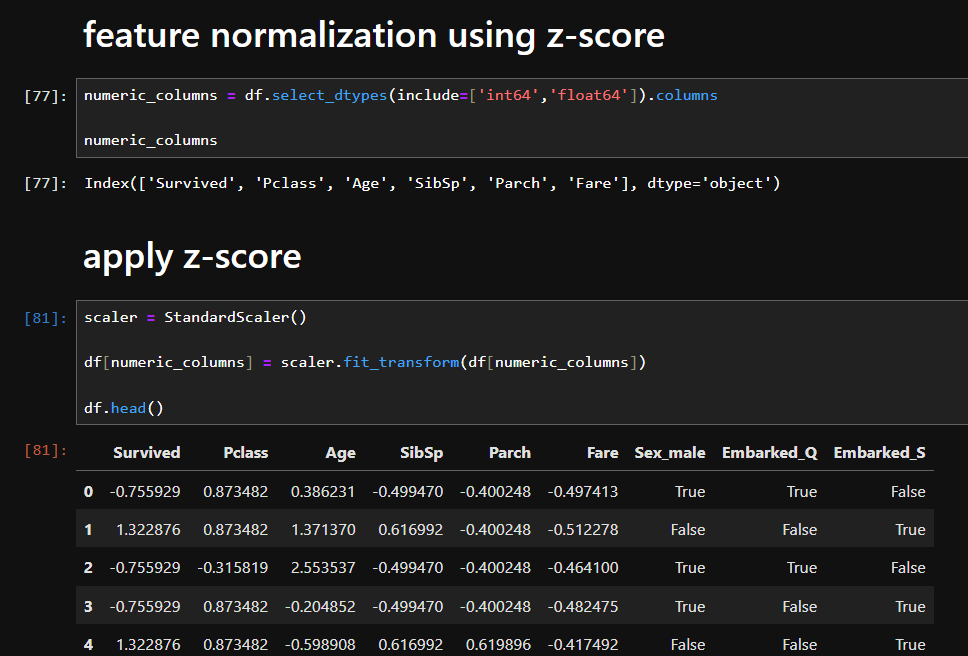 feature normalization using z-score
[77]: numeric_columns = df.select_dtypes(include=['int64','float64']).columns
numeric_columns
[77]: Index(['Survived', 'Pclass', 'Age', 'SibSp', 'Parch', 'Fare'], dtype='object')
apply z-score
[81]: scaler = StandardScaler()
df[numeric_columns] = scaler.fit_transform(df[numeric_columns])
df.head()
[81]: Survived Pclass Age SibSp Parch Fare Sex_male Embarked_Q Embarked_S
0 -0.755929 0.873482 0.386231 -0.499470 -0.400248 -0.497413 True True False
1 1.322876 0.873482 1.371370 0.616992 -0.400248 -0.512278 False False True
2 -0.755929 -0.315819 2.553537 -0.499470 -0.400248 -0.464100 True True False
3 -0.755929 0.873482 -0.204852 -0.499470 -0.400248 -0.482475 True False True
4 1.322876 0.873482 -0.598908 0.616992 0.619896 -0.417492 False False True